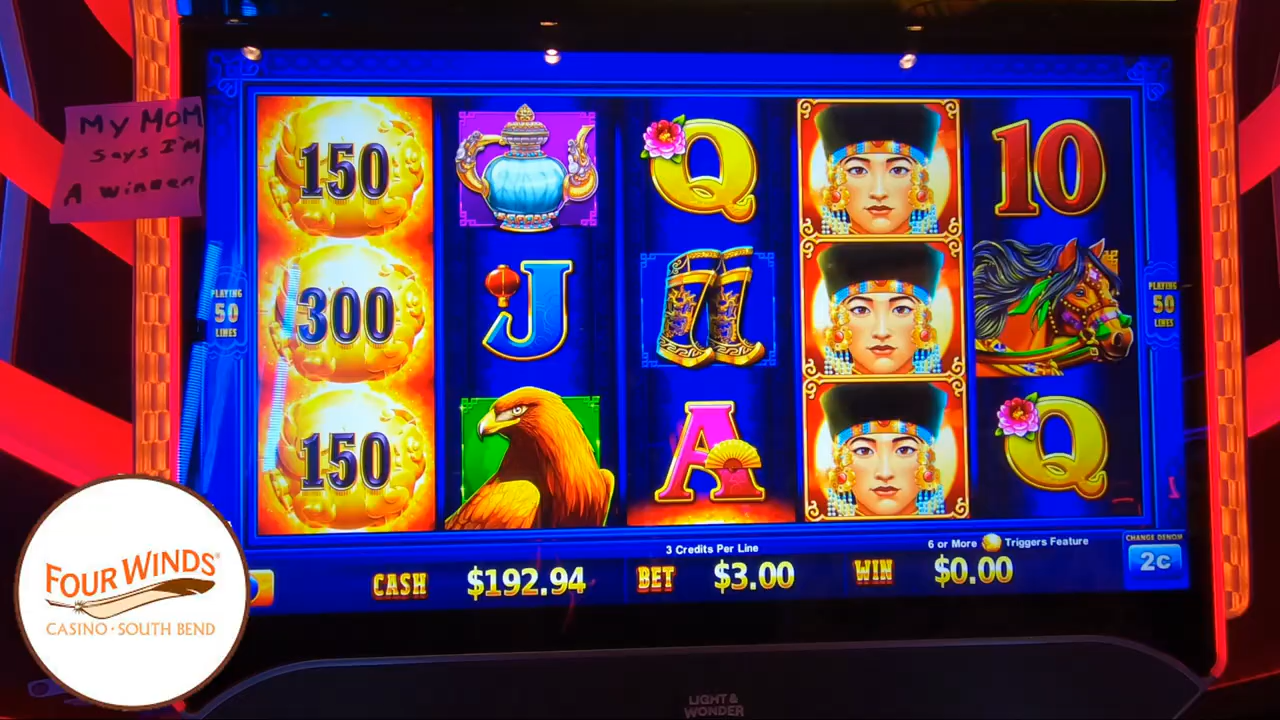 My Mom
Says I'm
A winner
150
300
150
J
Q
A
10
Q
PLAYING
50
LINES
PLAYING
50
LINES
3 Credits Per Line
6 or More Triggers Feature
CASH $192.94
BET $3.00
WIN $0.00
CHANGE DENOM
2¢
FOUR WINDS®
CASINO · SOUTH BEND
LIGHT &
WONDER